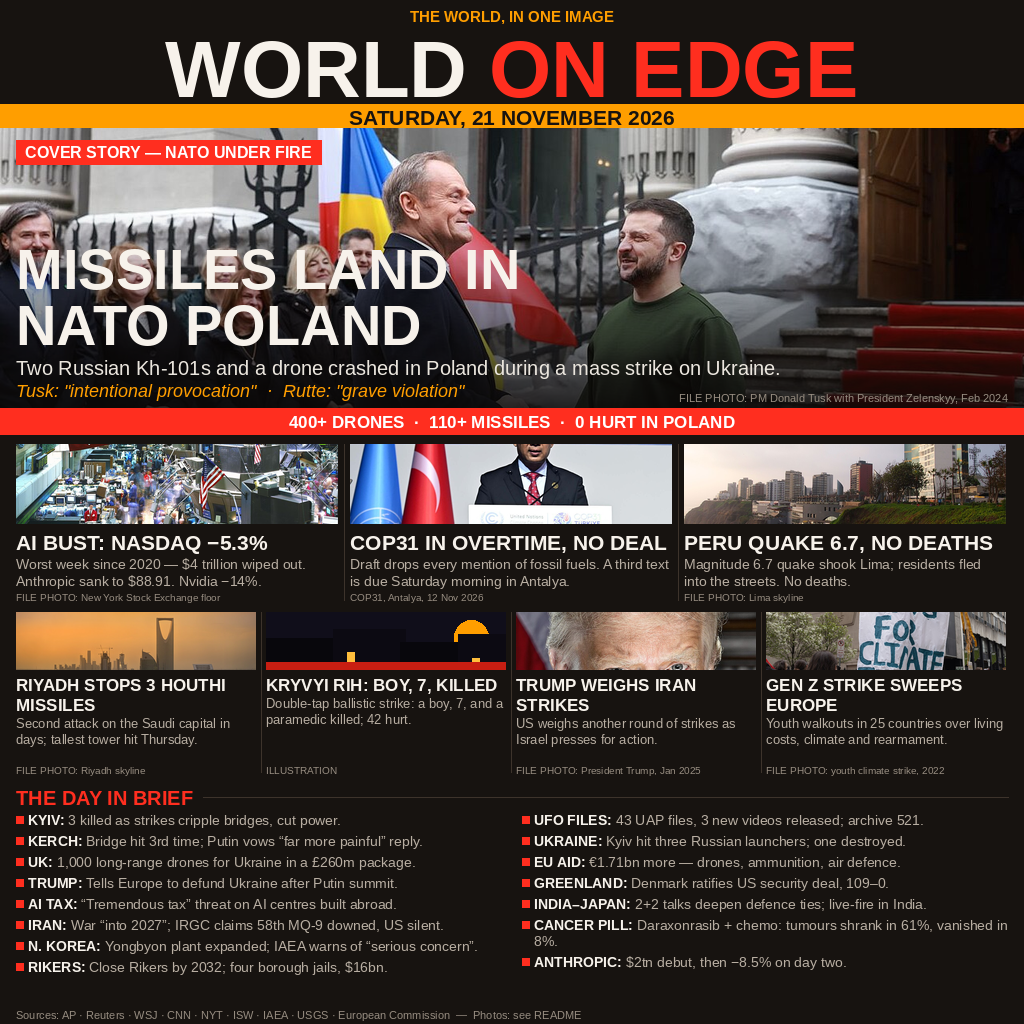 THE WORLD, IN ONE IMAGE
WORLD ON EDGE
SATURDAY, 21 NOVEMBER 2026
COVER STORY — NATO UNDER FIRE
MISSILES LAND IN
NATO POLAND
Two Russian Kh-101s and a drone crashed in Poland during a mass strike on Ukraine.
Tusk: "intentional provocation" · Rutte: "grave violation"
FILE PHOTO: PM Donald Tusk with President Zelenskyy, Feb 2024
400+ DRONES · 110+ MISSILES · 0 HURT IN POLAND
AI BUST: NASDAQ −5.3%
Worst week since 2020 — $4 trillion wiped out.
Anthropic sank to $88.91. Nvidia −14%.
FILE PHOTO: New York Stock Exchange floor
COP31 IN OVERTIME, NO DEAL
Draft drops every mention of fossil fuels. A third text
is due Saturday morning in Antalya.
COP31, Antalya, 12 Nov 2026
PERU QUAKE 6.7, NO DEATHS
Magnitude 6.7 quake shook Lima; residents fled
into the streets. No deaths.
FILE PHOTO: Lima skyline
RIYADH STOPS 3 HOUTHI
MISSILES
Second attack on the Saudi capital in
days; tallest tower hit Thursday.
FILE PHOTO: Riyadh skyline
KRYVYI RIH: BOY, 7, KILLED
Double-tap ballistic strike: a boy, 7, and a
paramedic killed; 42 hurt.
ILLUSTRATION
TRUMP WEIGHS IRAN
STRIKES
US weighs another round of strikes as
Israel presses for action.
FILE PHOTO: President Trump, Jan 2025
FOR
CLIMATE
GEN Z STRIKE SWEEPS
EUROPE
Youth walkouts in 25 countries over living
costs, climate and rearmament.
FILE PHOTO: youth climate strike, 2022
THE DAY IN BRIEF
KYIV: 3 killed as strikes cripple bridges, cut power.
KERCH: Bridge hit 3rd time; Putin vows “far more painful” reply.
UK: 1,000 long-range drones for Ukraine in a £260m package.
TRUMP: Tells Europe to defund Ukraine after Putin summit.
AI TAX: “Tremendous tax” threat on AI centres built abroad.
IRAN: War “into 2027”; IRGC claims 58th MQ-9 downed, US silent.
N. KOREA: Yongbyon plant expanded; IAEA warns of “serious concern”.
RIKERS: Close Rikers by 2032; four borough jails, $16bn.
UFO FILES: 43 UAP files, 3 new videos released; archive 521.
UKRAINE: Kyiv hit three Russian launchers; one destroyed.
EU AID: €1.71bn more — drones, ammunition, air defence.
GREENLAND: Denmark ratifies US security deal, 109–0.
INDIA–JAPAN: 2+2 talks deepen defence ties; live-fire in India.
CANCER PILL: Daraxonrasib + chemo: tumours shrank in 61%, vanished in
8%.
ANTHROPIC: $2tn debut, then −8.5% on day two.
Sources: AP · Reuters · WSJ · CNN · NYT · ISW · IAEA · USGS · European Commission — Photos: see README